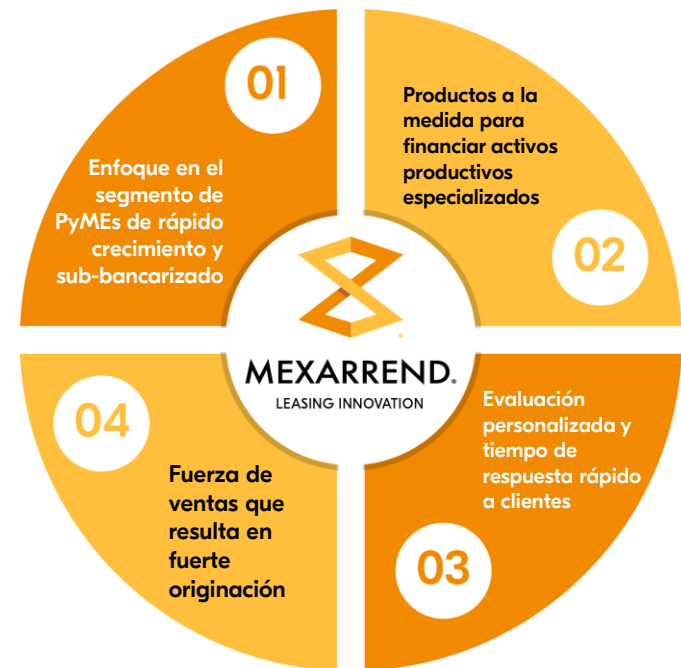 01
Enfoque en el
segmento de
PyMEs de rápido
crecimiento y
sub-bancarizado
Productos a la
medida para
financiar activos
productivos
especializados
02
MEXARREND.
LEASING INNOVATION
Evaluación
personalizada y
tiempo de
respuesta rápido
a clientes
03
04
Fuerza de
ventas que
resulta en
fuerte
originación